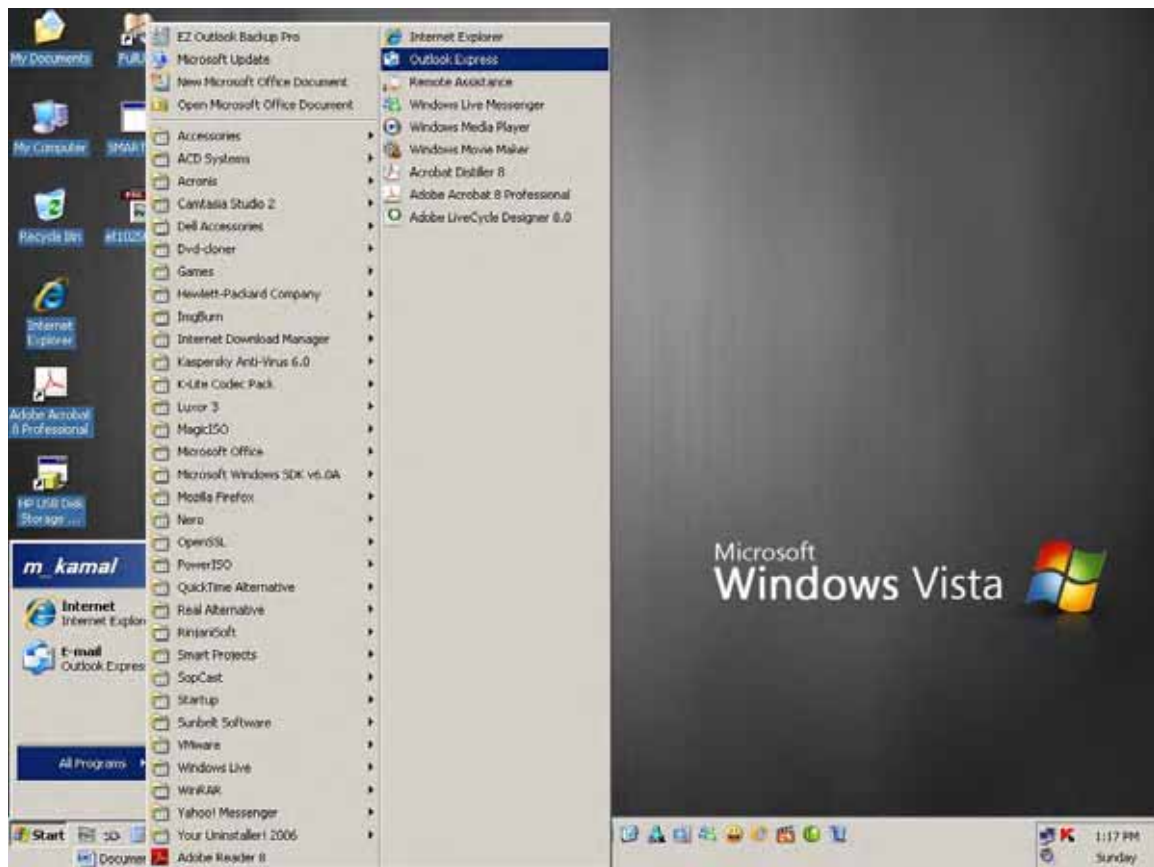 My Documents
My Computer
Recycle Bin
Internet
Explorer
Adobe Acrobat
8 Professional
HP USB Disk
Storage ...
m_kamal
Internet
Internet Explor
E-mail
Outlook Expres
All Programs
Start
Documen
EZ Outlook Backup Pro
Microsoft Update
New Microsoft Office Document
Open Microsoft Office Document
Accessories
ACD Systems
Acronis
Camtasia Studio 2
Dell Accessories
Dvd-cloner
Games
Hewlett-Packard Company
ImgBurn
Internet Download Manager
Kaspersky Anti-Virus 6.0
K-Lite Codec Pack
Luxor 3
MagicISO
Microsoft Office
Microsoft Windows SDK v6.0A
Mozilla Firefox
Nero
OpenSSL
PowerISO
QuickTime Alternative
Real Alternative
RinjaniSoft
Smart Projects
SopCast
Startup
Sunbelt Software
VMware
Windows Live
WinRAR
Yahoo! Messenger
Your Uninstaller! 2006
Adobe Reader 8
Internet Explorer
Outlook Express
Remote Assistance
Windows Live Messenger
Windows Media Player
Windows Movie Maker
Acrobat Distiller 8
Adobe Acrobat 8 Professional
Adobe LiveCycle Designer 8.0
Microsoft
Windows Vista
1:17 PM
Sunday